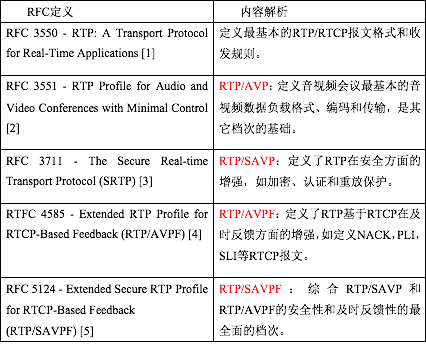 RFC定义
内容解析
RFC 3550 - RTP: A Transport Protocol
for Real-Time Applications [1]
定义最基本的RTP/RTCP报文格式和收
发规则。
RFC 3551 - RTP Profile for Audio and
Video Conferences with Minimal Control
[2]
RTP/AVP:定义音视频会议最基本的音
视频数据负载格式、编码和传输，是其
它档次的基础。
RFC 3711 - The Secure Real-time
Transport Protocol (SRTP) [3]
RTP/SAVP：定义了RTP在安全方面的
增强，如加密、认证和重放保护。
RTFC 4585 - Extended RTP Profile for
RTCP-Based Feedback (RTP/AVPF) [4]
RTP/AVPF：定义了RTP基于RTCP在及
时反馈方面的增强,如定义NACK, PLI,
SLI等RTCP报文。
RFC 5124 - Extended Secure RTP Profile
for RTCP-Based Feedback
(RTP/SAVPF) [5]
RTP/SAVPF：综合RTP/SAVP和
RTP/AVPF的安全性和及时反馈性的最
全面的档次。